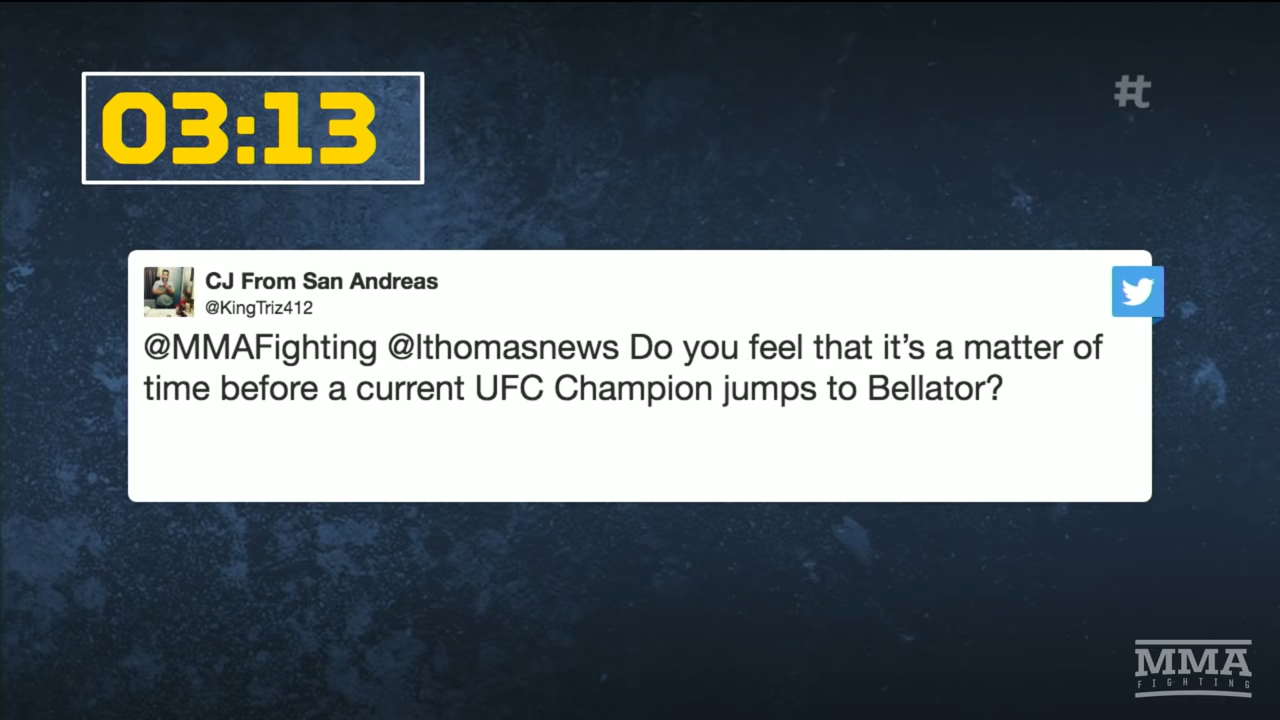 03:13
#t
CJ From San Andreas
@KingTriz412
@MMAFighting @lthomasnews Do you feel that it's a matter of
time before a current UFC Champion jumps to Bellator?
MMA
FIGHTING